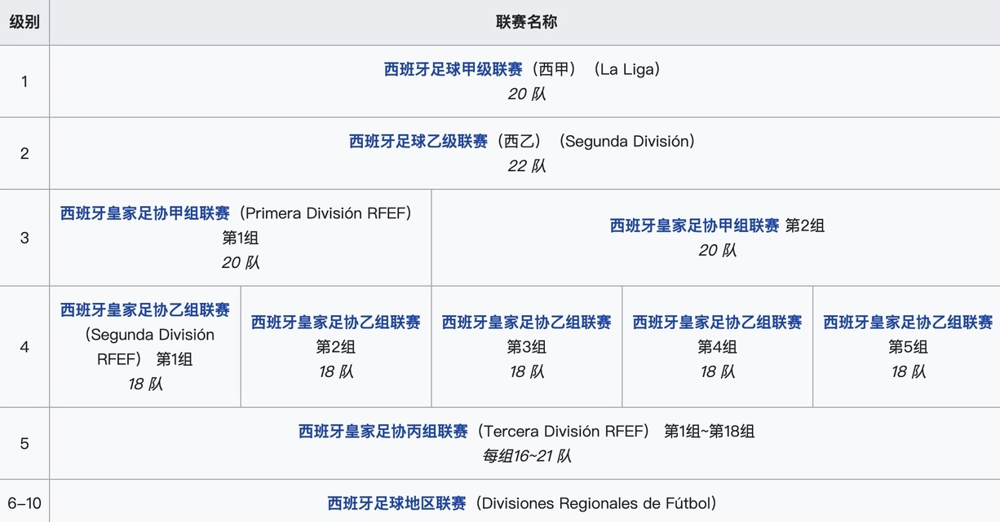 级别
联赛名称
1
西班牙足球甲级联赛（西甲）（La Liga）
20 队
2
西班牙足球乙级联赛（西乙）（Segunda División）
22 队
3
西班牙皇家足协甲组联赛（Primera División RFEF）
第1组
20 队
西班牙皇家足协甲组联赛 第2组
20 队
4
西班牙皇家足协乙组联赛
（Segunda División
RFEF） 第1组
18 队
西班牙皇家足协乙组联赛
第2组
18 队
西班牙皇家足协乙组联赛
第3组
18 队
西班牙皇家足协乙组联赛
第4组
18 队
西班牙皇家足协乙组联赛
第5组
18 队
5
西班牙皇家足协丙组联赛（Tercera División RFEF） 第1组~第18组
每组16~21 队
6–10
西班牙足球地区联赛（Divisiones Regionales de Fútbol）